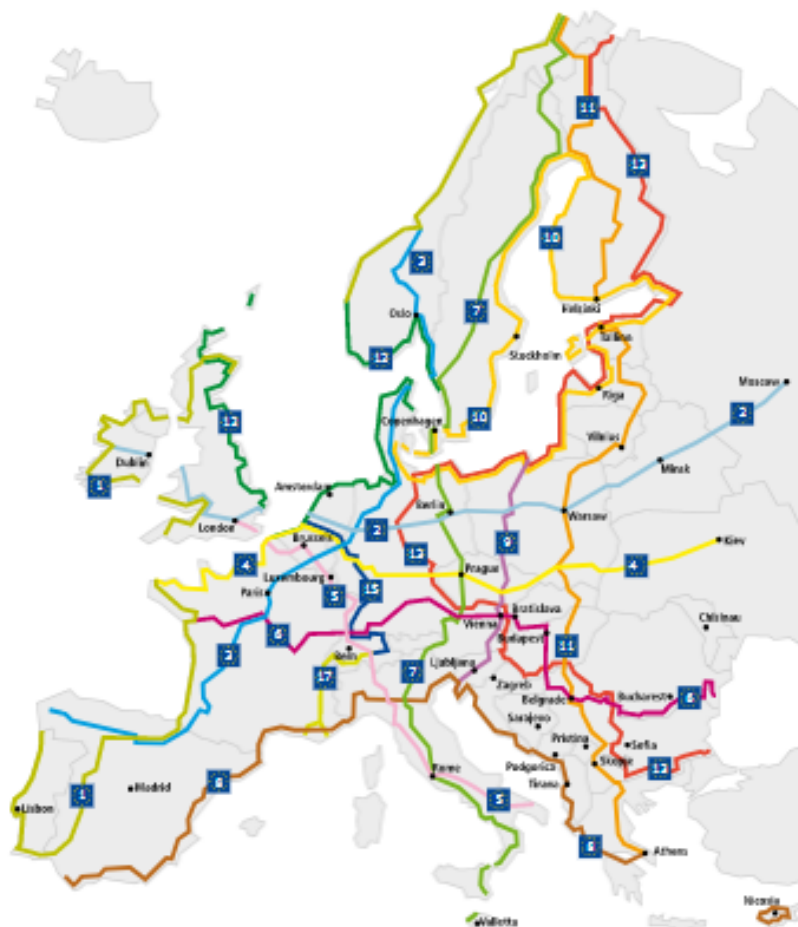 11
13
10
3
Oslo
7
Helsinki
Tallinn
12
Stockholm
Moscow
Riga
12
Copenhagen
10
2
Vilnius
Dublin
Minsk
1
Amsterdam
London
Berlin
Warsaw
2
Brussels
9
Kiev
4
13
Prague
4
Luxembourg
5
15
Paris
Chisinau
Vienna
Bratislava
6
Budapest
3
Bern
11
17
7
Ljubljana
Zagreb
Belgrade
Bucharest
6
Sarajevo
Pristina
Sofia
Podgorica
Skopje
13
Rome
Tirana
8
Madrid
1
Lisbon
5
8
Athens
Nicosia
Valletta